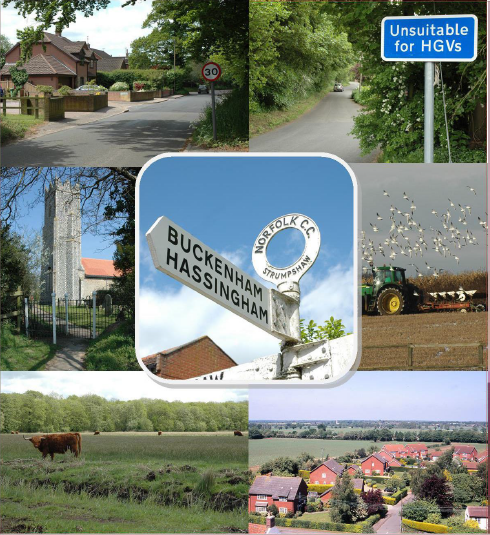 30
Unsuitable
for HGVs
NORFOLK C.C.
STRUMPSHAW
BUCKENHAM
HASSINGHAM